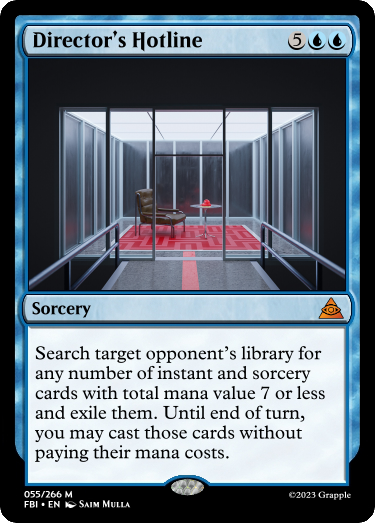 Director's Hotline 5
Sorcery
Search target opponent's library for
any number of instant and sorcery
cards with total mana value 7 or less
and exile them. Until end of turn,
you may cast those cards without
paying their mana costs.
055/266 M
FBI • EN Saim Mulla
©2023 Grapple